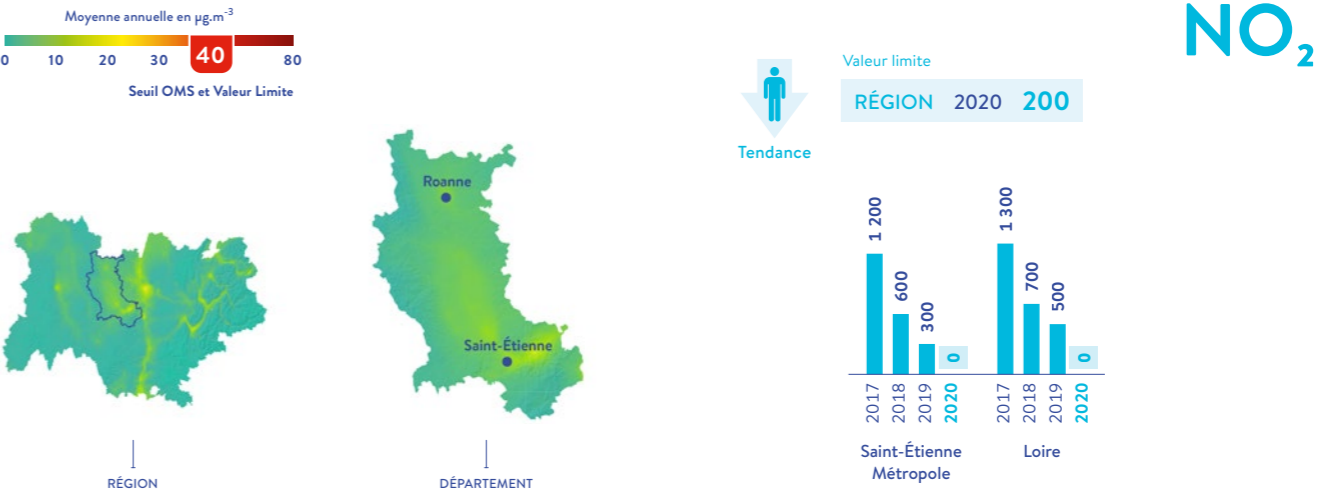 Moyenne annuelle en µg.m-3
0 10 20 30 40 80
Seuil OMS et Valeur Limite
Roanne
Saint-Étienne
RÉGION
DÉPARTEMENT
NO2
Tendance
Valeur limite
RÉGION 2020 200
1 200
600
300
0
2017
2018
2019
2020
Saint-Étienne
Métropole
1 300
700
500
0
2017
2018
2019
2020
Loire